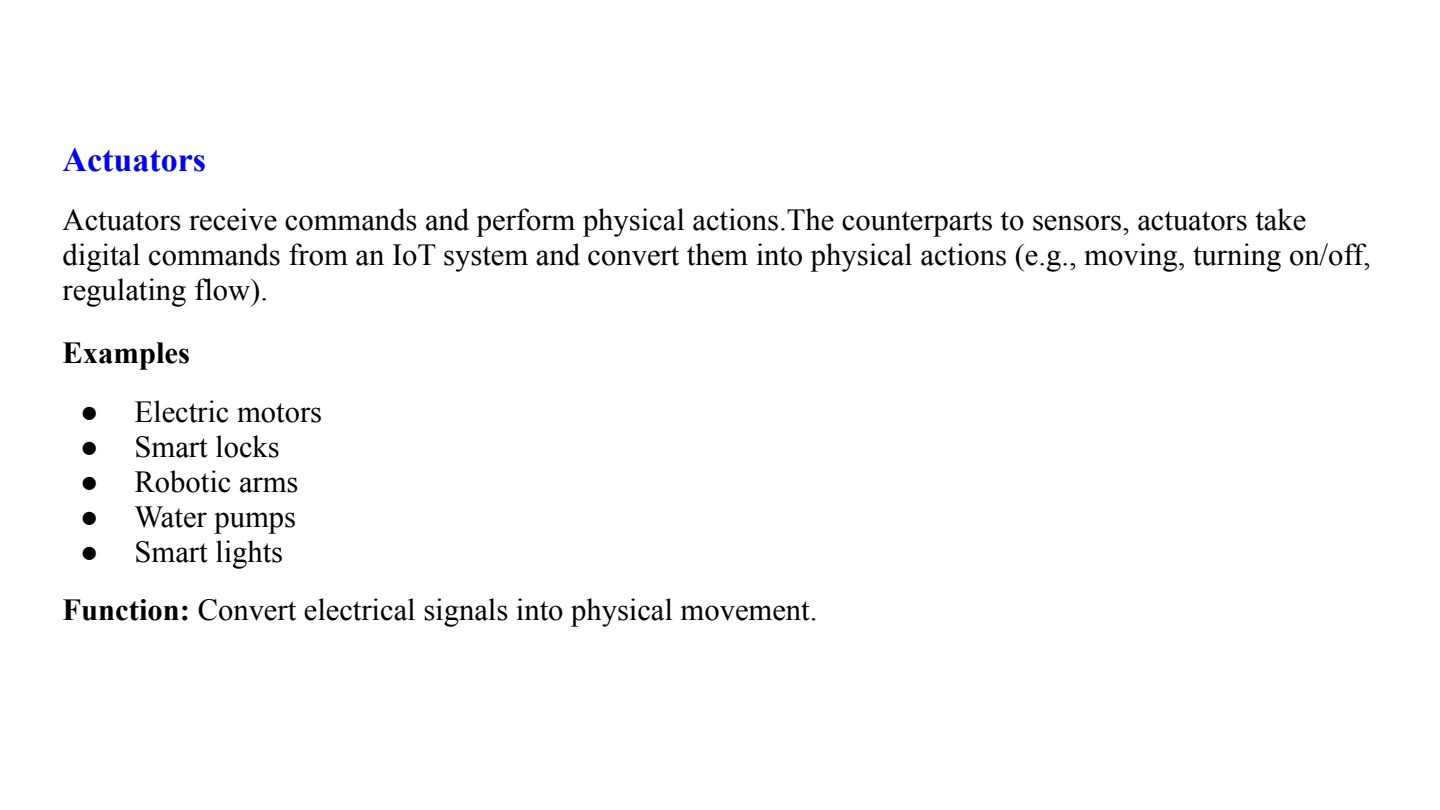 Actuators
Actuators receive commands and perform physical actions.The counterparts to sensors, actuators take
digital commands from an IoT system and convert them into physical actions (e.g., moving, turning on/off,
regulating flow).
Examples
● Electric motors
● Smart locks
● Robotic arms
● Water pumps
● Smart lights
Function: Convert electrical signals into physical movement.